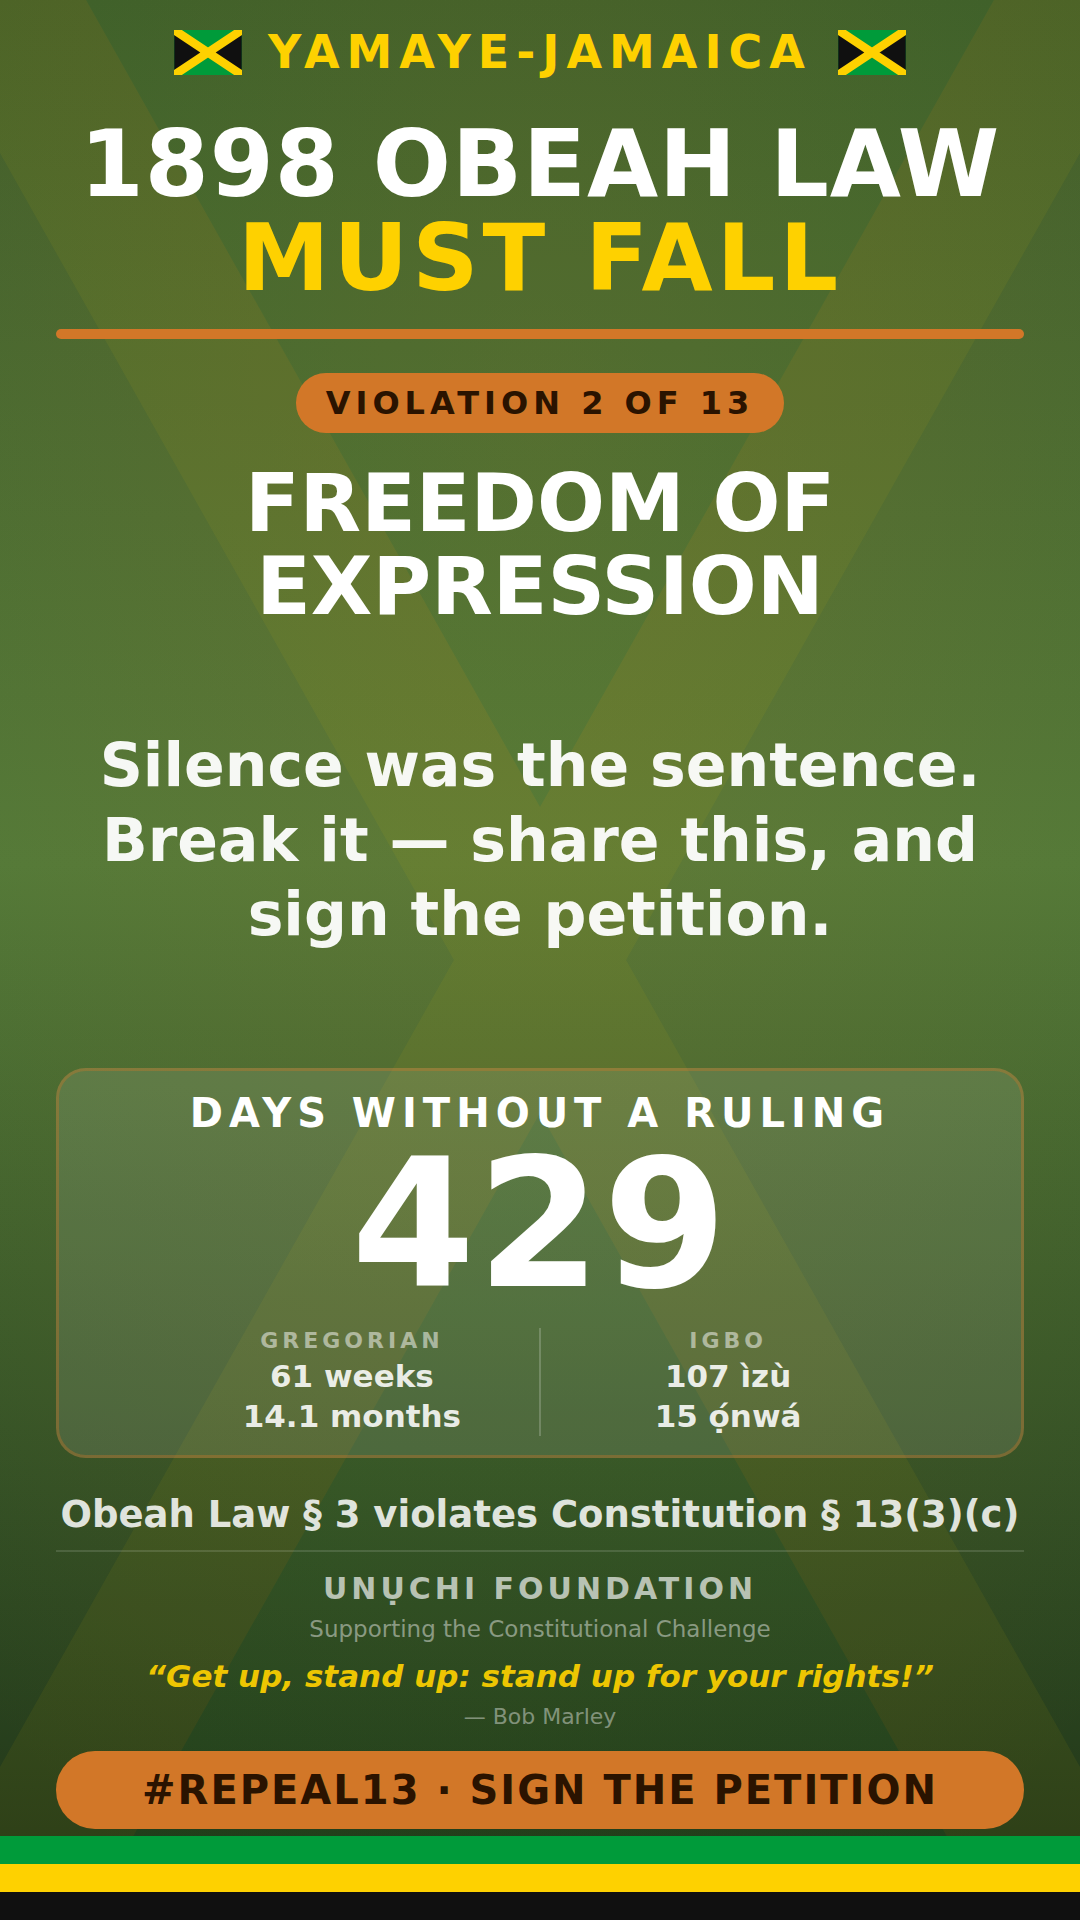 YAMAYE-JAMAICA
1898 OBEAH LAW
MUST FALL
VIOLATION 2 OF 13
FREEDOM OF
EXPRESSION
Silence was the sentence.
Break it — share this, and
sign the petition.
DAYS WITHOUT A RULING
429
GREGORIAN
61 weeks
14.1 months
IGBO
107 ìzù
15 ọ́nwá
Obeah Law § 3 violates Constitution § 13(3)(c)
UNỤCHI FOUNDATION
Supporting the Constitutional Challenge
“Get up, stand up: stand up for your rights!”
— Bob Marley
#REPEAL13 · SIGN THE PETITION